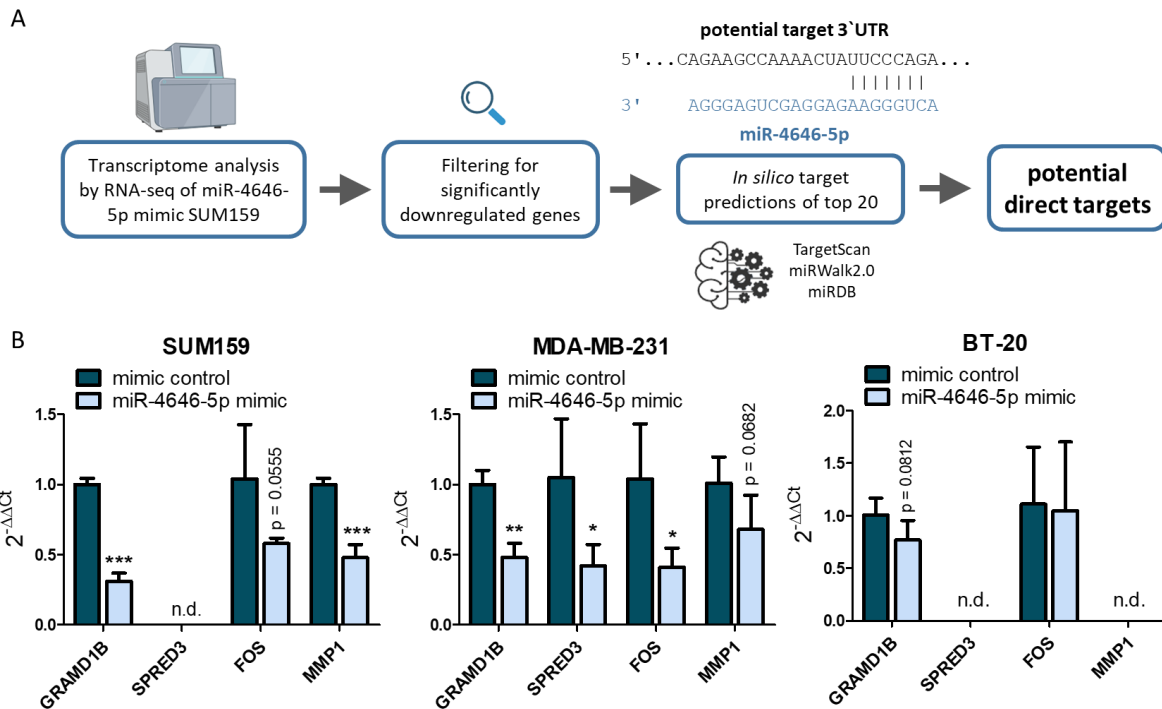 A
potential target 3`UTR
5'...CAGAAGCCAAAACUAUUCCCAGA...
|||||||
3' AGGGAGUCGAGGAGAAGGGUCA
miR-4646-5p
Transcriptome analysis
by RNA-seq of miR-4646-
5p mimic SUM159
Filtering for
significantly
downregulated genes
In silico target
predictions of top 20
potential
direct targets
TargetScan
miRWalk2.0
miRDB
B
SUM159
mimic control
miR-4646-5p mimic
2-ΔΔCt
1.5
1.0
0.5
0.0
***
n.d.
p = 0.0555
***
GRAMD1B
SPRED3
FOS
MMP1
MDA-MB-231
mimic control
miR-4646-5p mimic
2-ΔΔCt
1.5
1.0
0.5
0.0
**
*
*
p = 0.0682
GRAMD1B
SPRED3
FOS
MMP1
BT-20
mimic control
miR-4646-5p mimic
2-ΔΔCt
2.0
1.5
1.0
0.5
0.0
p = 0.0812
n.d.
n.d.
GRAMD1B
SPRED3
FOS
MMP1